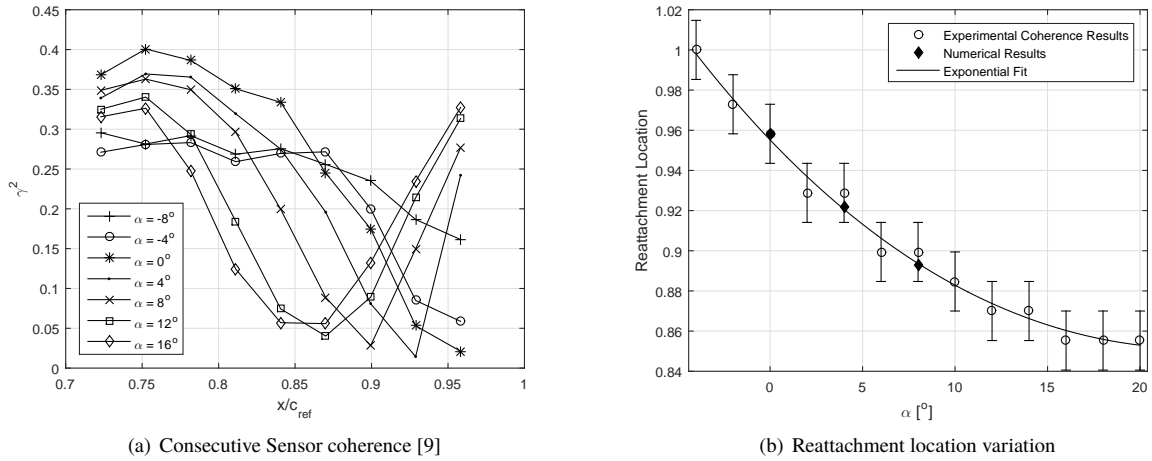 γ²
0.45
0.4
0.35
0.3
0.25
0.2
0.15
0.1
0.05
0
α = -8°
α = -4°
α = 0°
α = 4°
α = 8°
α = 12°
α = 16°
0.7 0.75 0.8 0.85 0.9 0.95 1
x/c_ref
(a) Consecutive Sensor coherence [9]
Reattachment Location
1.02
1
0.98
0.96
0.94
0.92
0.9
0.88
0.86
0.84
Experimental Coherence Results
Numerical Results
Exponential Fit
0 5 10 15 20
α [°]
(b) Reattachment location variation